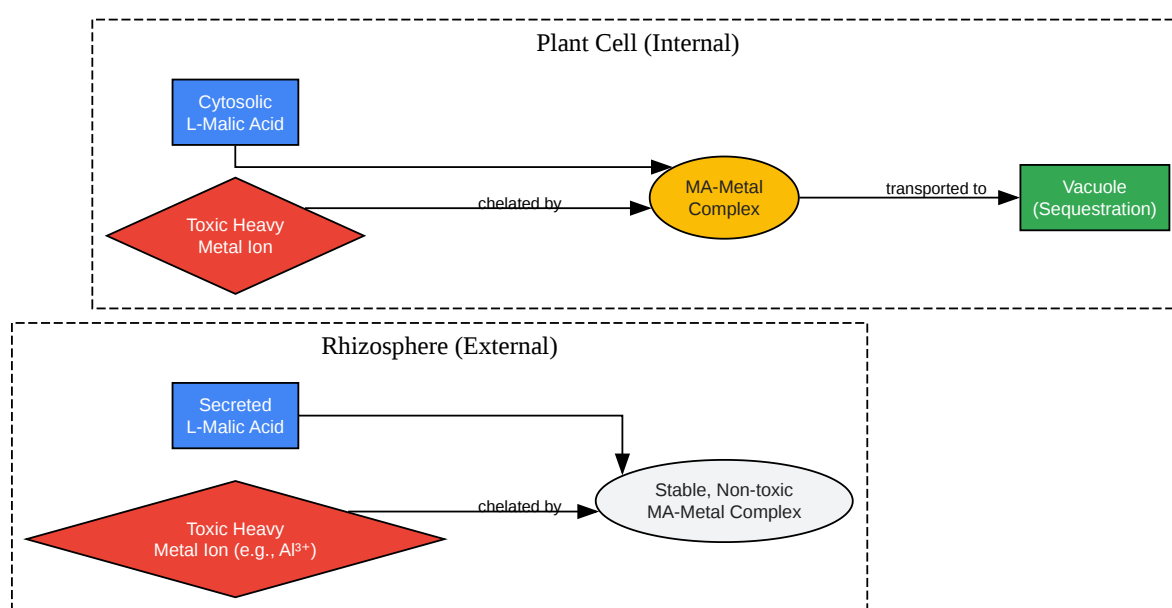 Plant Cell (Internal)
Cytosolic
L-Malic Acid
Toxic Heavy
Metal Ion
chelated by
MA-Metal
Complex
transported to
Vacuole
(Sequestration)
Rhizosphere (External)
Secreted
L-Malic Acid
Toxic Heavy
Metal Ion (e.g., Al³⁺)
chelated by
Stable, Non-toxic
MA-Metal Complex